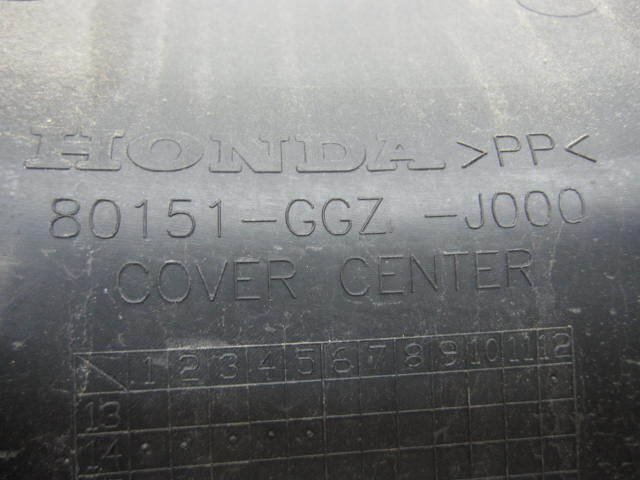 HONDA >PP<
80151-GGZ -J000
COVER CENTER
1 2 3 4 5 6 7 8 9 10 11 12
13
14
15